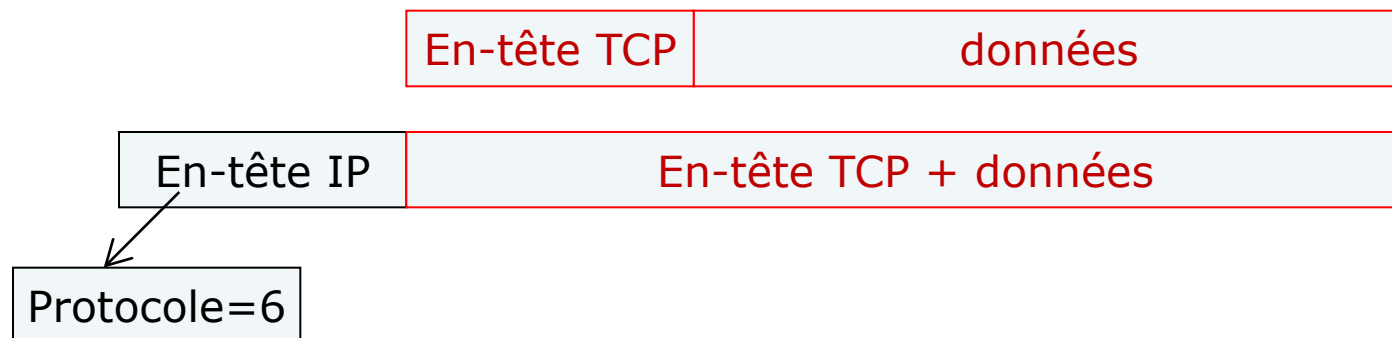 En-tête TCP données
En-tête IP En-tête TCP + données
Protocole=6